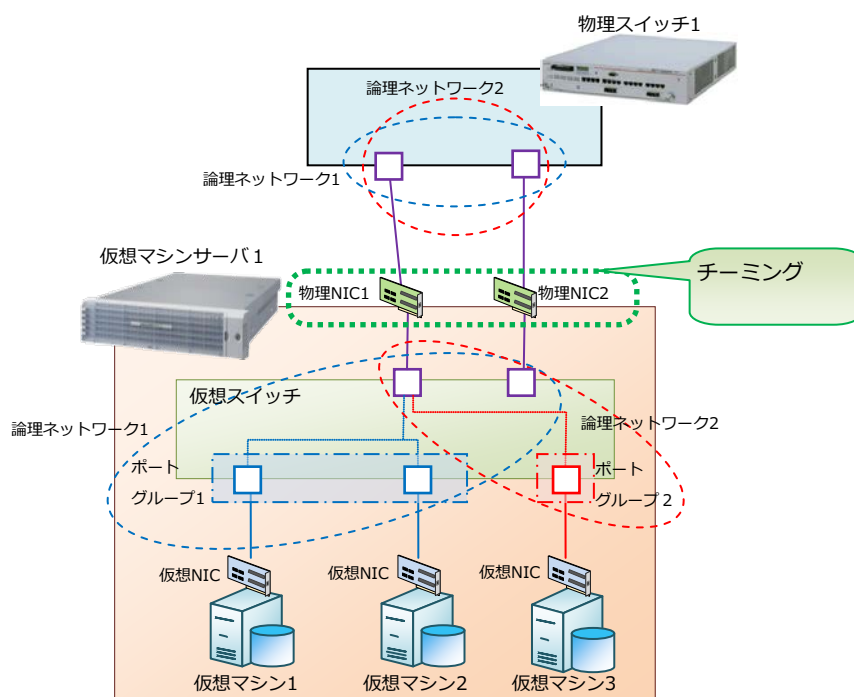 物理スイッチ1
論理ネットワーク2
論理ネットワーク1
仮想マシンサーバ１
チーミング
物理NIC1
物理NIC2
仮想スイッチ
論理ネットワーク1
論理ネットワーク2
ポート
グループ1
ポート
グループ２
仮想NIC
仮想NIC
仮想NIC
仮想マシン1
仮想マシン2
仮想マシン3